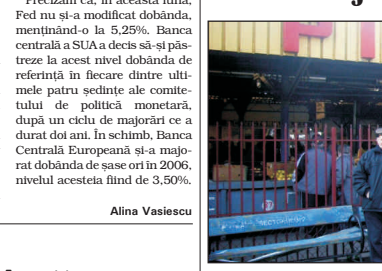 Precizăm că, în această lună,
Fed nu și-a modificat dobânda,
menținând-o la 5,25%. Banca
centrală a SUA a decis să-și păs-
treze la acest nivel dobânda de
referință în fiecare dintre ulti-
mele patru ședințe ale comite-
tului de politică monetară,
după un ciclu de majorări ce a
durat doi ani. În schimb, Banca
Centrală Europeană și-a majo-
rat dobânda de șase ori în 2006,
nivelul acesteia fiind de 3,50%.
Alina Vasiescu